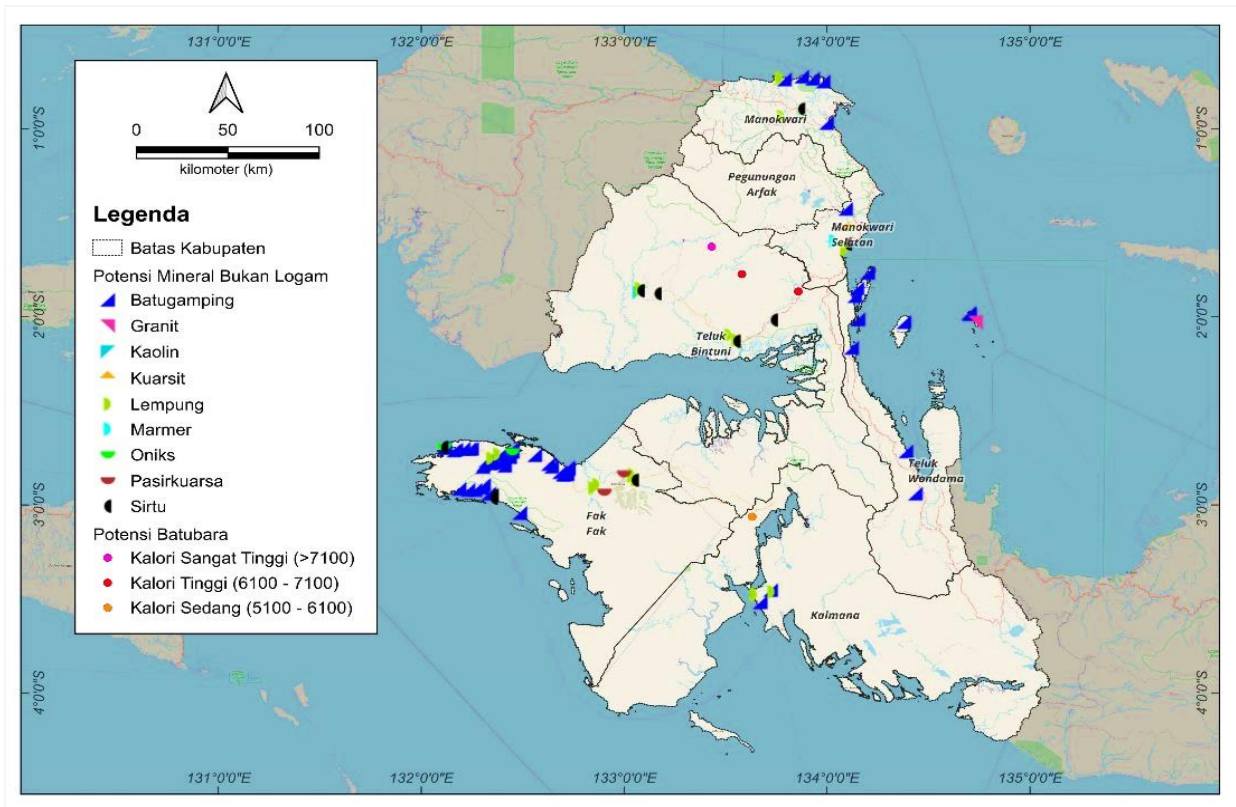 131°0'0"E 132°0'0"E 133°0'0"E 134°0'0"E 135°0'0"E
1°0'0"S
2°0'0"S
3°0'0"S
4°0'0"S
1°0'0"S
2°0'0"S
3°0'0"S
4°0'0"S
0 50 100
kilomoter (km)
Legenda
Batas Kabupaten
Potensi Mineral Bukan Logam
Batugamping
Granit
Kaolin
Kuarsit
Lempung
Marmer
Oniks
Pasirkuarsa
Sirtu
Potensi Batubara
Kalori Sangat Tinggi (>7100)
Kalori Tinggi (6100 - 7100)
Kalori Sedang (5100 - 6100)
Manokwari
Pegunungan
Arfak
Manokwari
Selatan
Teluk
Bintuni
Teluk
Wondama
Fak
Fak
Kaimana
131°0'0"E 132°0'0"E 133°0'0"E 134°0'0"E 135°0'0"E